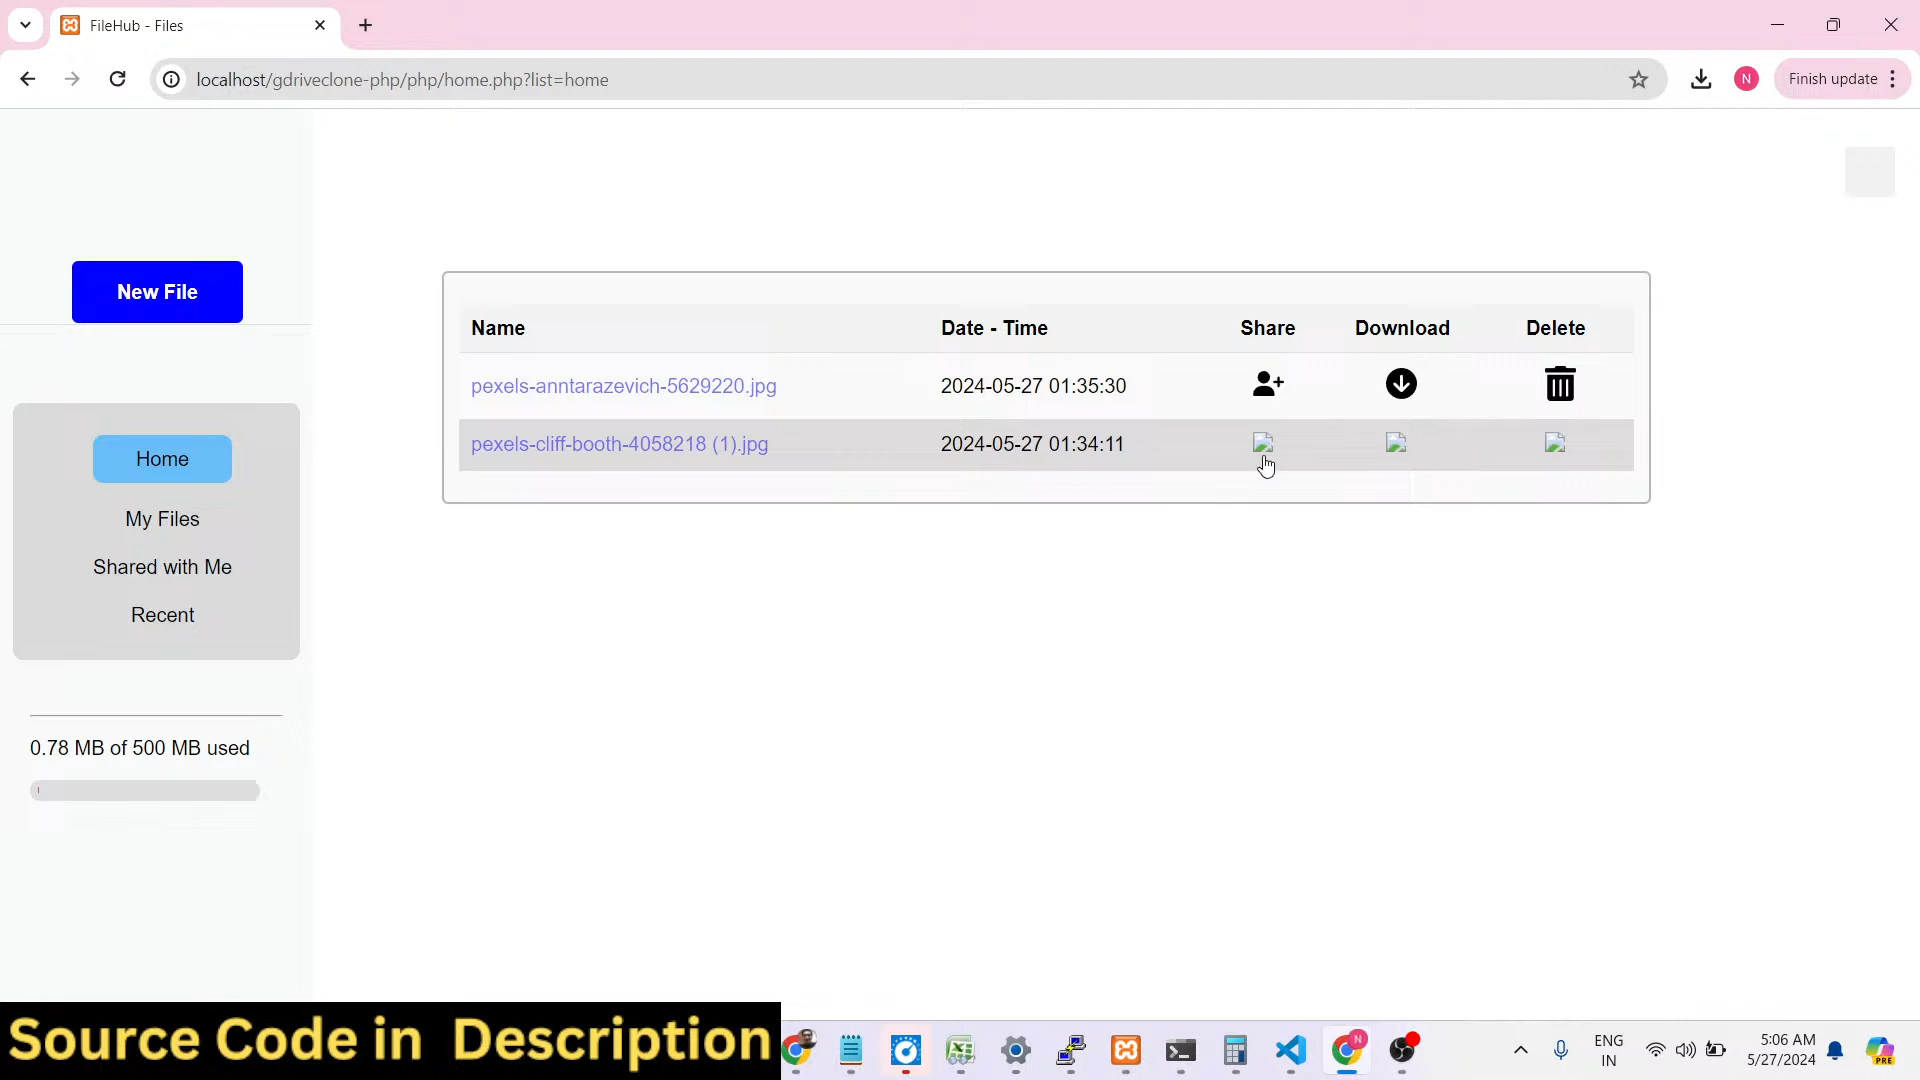 FileHub - Files
localhost/gdriveclone-php/php/home.php?list=home
N
Finish update
New File
Name Date - Time Share Download Delete
pexels-anntarazevich-5629220.jpg 2024-05-27 01:35:30
pexels-cliff-booth-4058218 (1).jpg 2024-05-27 01:34:11
Home
My Files
Shared with Me
Recent
0.78 MB of 500 MB used
Source Code in Description
N
ENG
IN
5:06 AM
5/27/2024
PRE